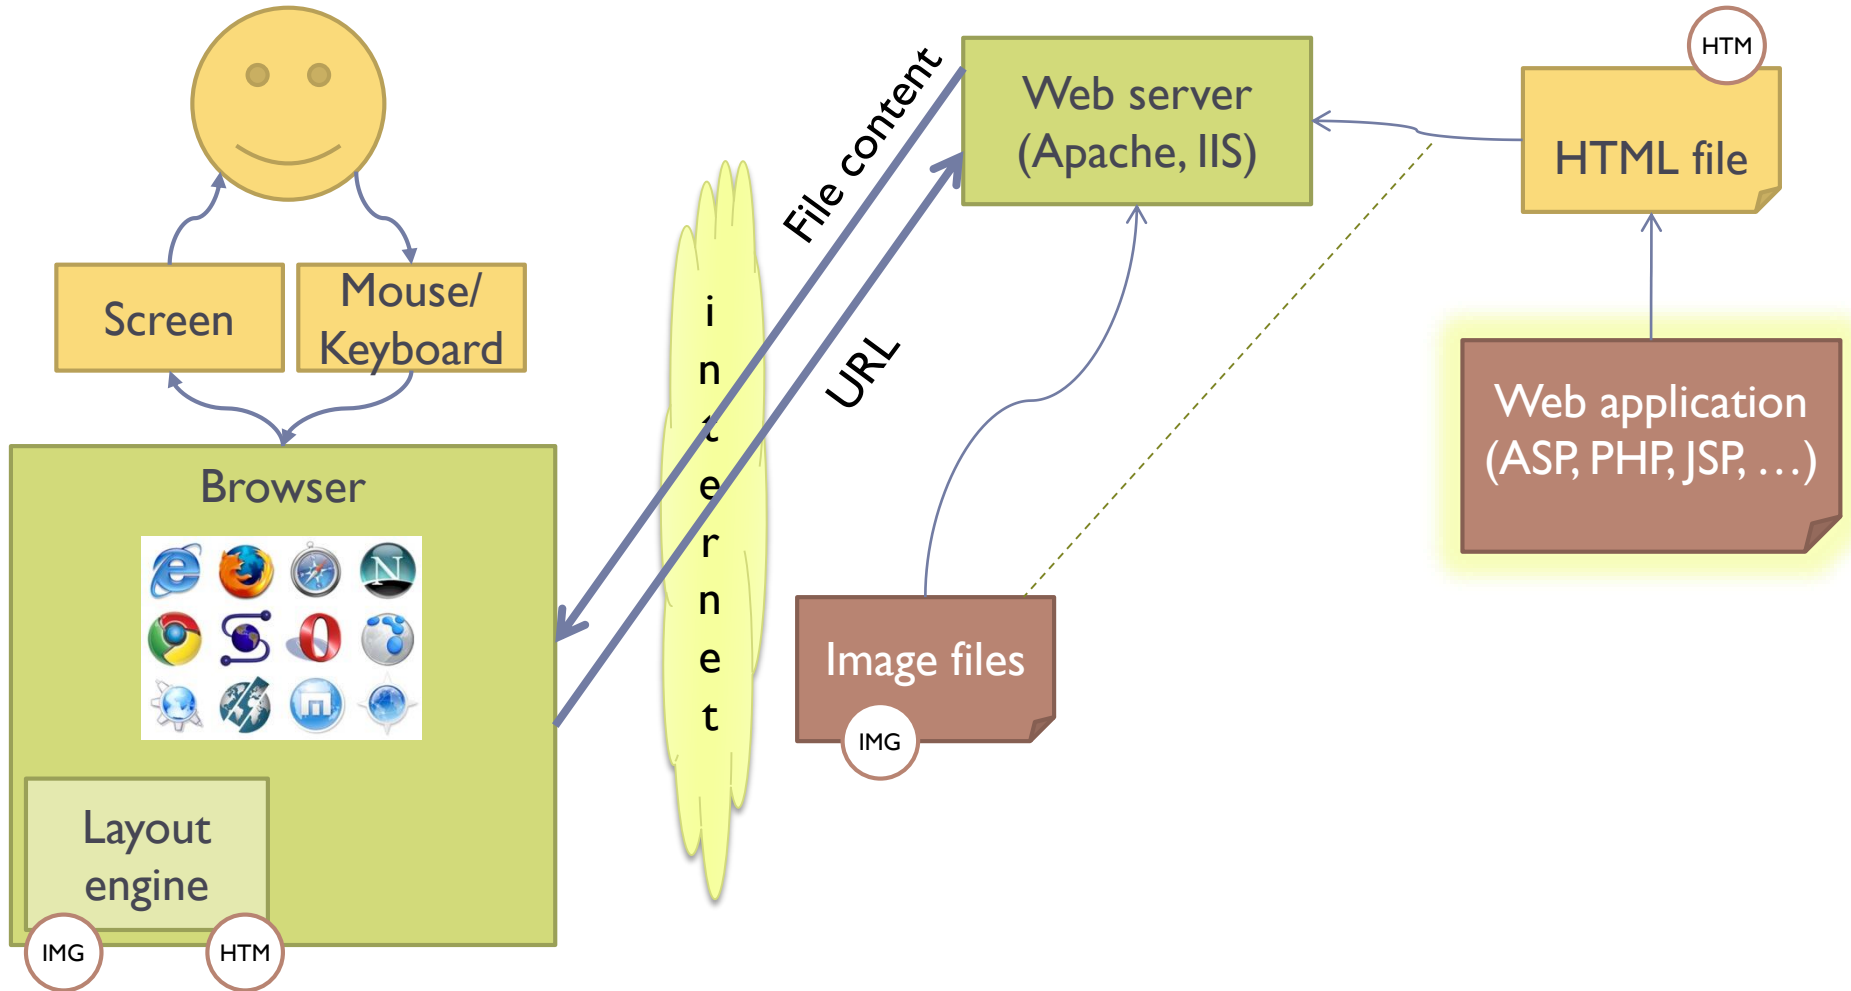 HTM
Web server
(Apache, IIS)
HTML file
File content
Screen
Mouse/
Keyboard
internet
URL
Web application
(ASP, PHP, JSP, …)
Browser
N
Image files
IMG
Layout
engine
IMG
HTM